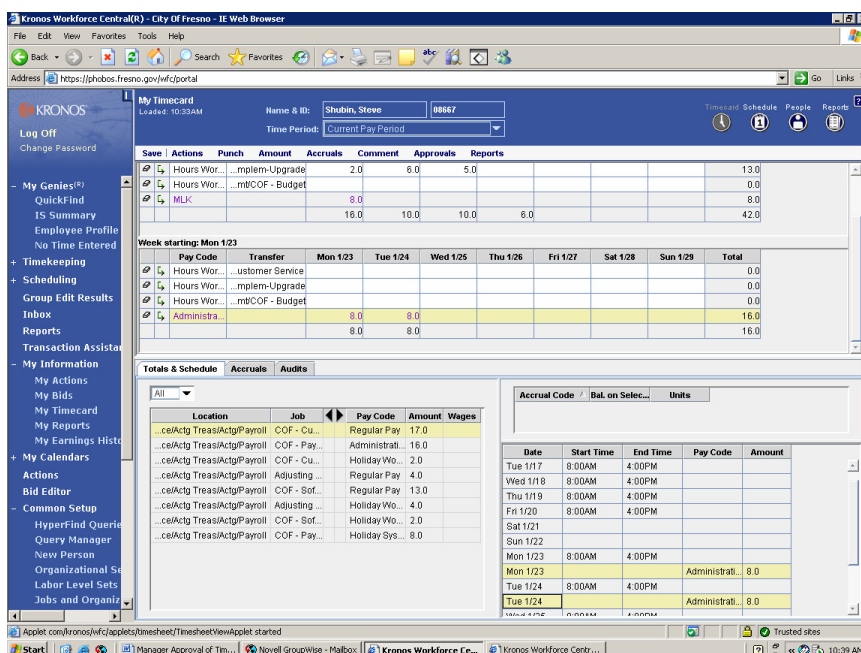 Kronos Workforce Central(R) - City Of Fresno - IE Web Browser
File Edit View Favorites Tools Help
Back Search Favorites
Address https://phobos.fresno.gov/wfc/portal Go Links
KRONOS
Log Off
Change Password
My Timecard
Loaded: 10:33AM
Name & ID: Shubin, Steve 08667
Time Period: Current Pay Period
Timecard Schedule People Reports
Save Actions Punch Amount Accruals Comment Approvals Reports
Hours Wor... ...mplem-Upgrade 2.0 6.0 5.0 13.0
Hours Wor... ...mt/COF - Budget 0.0
MLK 8.0 8.0
16.0 10.0 10.0 6.0 42.0
Week starting: Mon 1/23
Pay Code Transfer Mon 1/23 Tue 1/24 Wed 1/25 Thu 1/26 Fri 1/27 Sat 1/28 Sun 1/29 Total
Hours Wor... ...ustomer Service 0.0
Hours Wor... ...mplem-Upgrade 0.0
Hours Wor... ...mt/COF - Budget 0.0
Administra... 8.0 8.0 16.0
8.0 8.0 16.0
- My Genies(R)
QuickFind
IS Summary
Employee Profile
No Time Entered
+ Timekeeping
+ Scheduling
Group Edit Results
Inbox
Reports
Transaction Assistan
- My Information
My Actions
My Bids
My Timecard
My Reports
My Earnings Histo
+ My Calendars
Actions
Bid Editor
- Common Setup
HyperFind Querie
Query Manager
New Person
Organizational Se
Labor Level Sets
Jobs and Organiz
Totals & Schedule Accruals Audits
All
Location Job Pay Code Amount Wages
...ce/Actg Treas/Actg/Payroll COF - Cu... Regular Pay 17.0
...ce/Actg Treas/Actg/Payroll COF - Pay... Administrati... 16.0
...ce/Actg Treas/Actg/Payroll COF - Cu... Holiday Wo... 2.0
...ce/Actg Treas/Actg/Payroll Adjusting ... Regular Pay 4.0
...ce/Actg Treas/Actg/Payroll COF - Sof... Regular Pay 13.0
...ce/Actg Treas/Actg/Payroll Adjusting ... Holiday Wo... 4.0
...ce/Actg Treas/Actg/Payroll COF - Sof... Holiday Wo... 2.0
...ce/Actg Treas/Actg/Payroll COF - Pay... Holiday Sys... 8.0
Accrual Code Bal. on Selec... Units
Date Start Time End Time Pay Code Amount
Tue 1/17 8:00AM 4:00PM
Wed 1/18 8:00AM 4:00PM
Thu 1/19 8:00AM 4:00PM
Fri 1/20 8:00AM 4:00PM
Sat 1/21
Sun 1/22
Mon 1/23 8:00AM 4:00PM
Mon 1/23 Administrati... 8.0
Tue 1/24 8:00AM 4:00PM
Tue 1/24 Administrati... 8.0
Wed 1/25 8:00AM 4:00PM
Applet com/kronos/wfc/applets/timesheet/TimesheetViewApplet started Trusted sites
Start Manager Approval of Tim... Novell GroupWise - Mailbox Kronos Workforce Ce... Kronos Workforce Centr... 10:39 AM